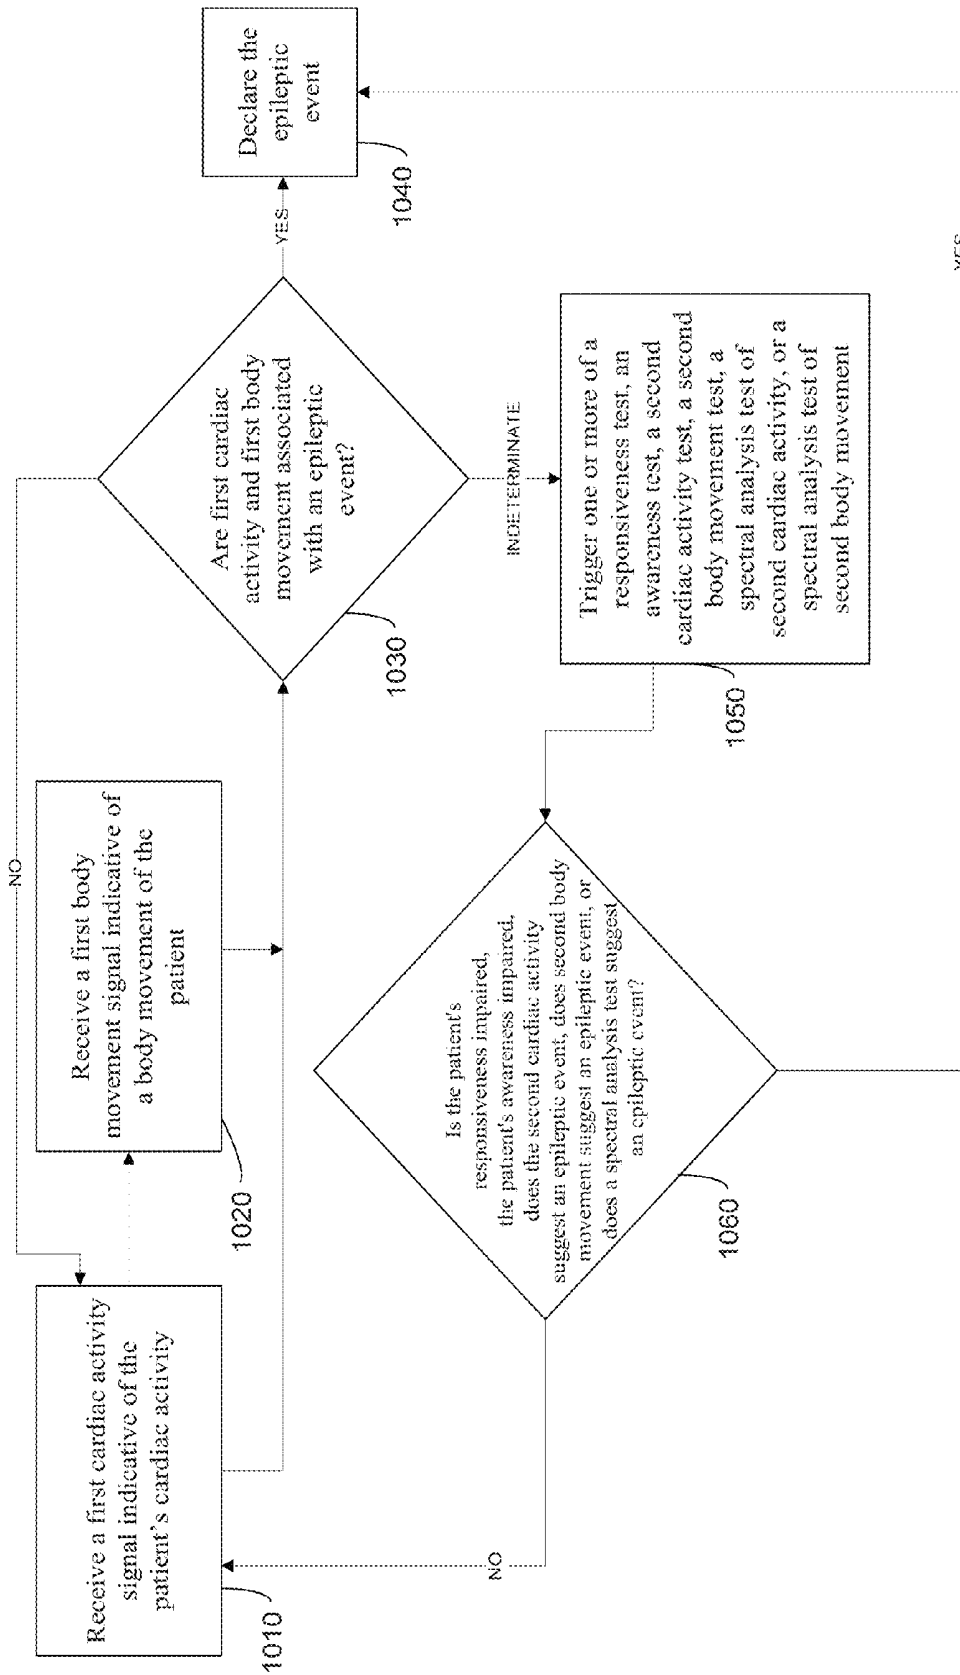 Receive a first cardiac activity
signal indicative of the
patient's cardiac activity
1010
Receive a first body
movement signal indicative of
a body movement of the
patient
1020
NO
Are first cardiac
activity and first body
movement associated
with an epileptic
event?
1030
YES
Declare the
epileptic
event
1040
INDETERMINATE
Trigger one or more of a
responsiveness test, an
awareness test, a second
cardiac activity test, a second
body movement test, a
spectral analysis test of
second cardiac activity, or a
spectral analysis test of
second body movement
1050
Is the patient's
responsiveness impaired,
the patient's awareness impaired,
does the second cardiac activity
suggest an epileptic event, does second body
movement suggest an epileptic event, or
does a spectral analysis test suggest
an epileptic event?
1060
NO
YES